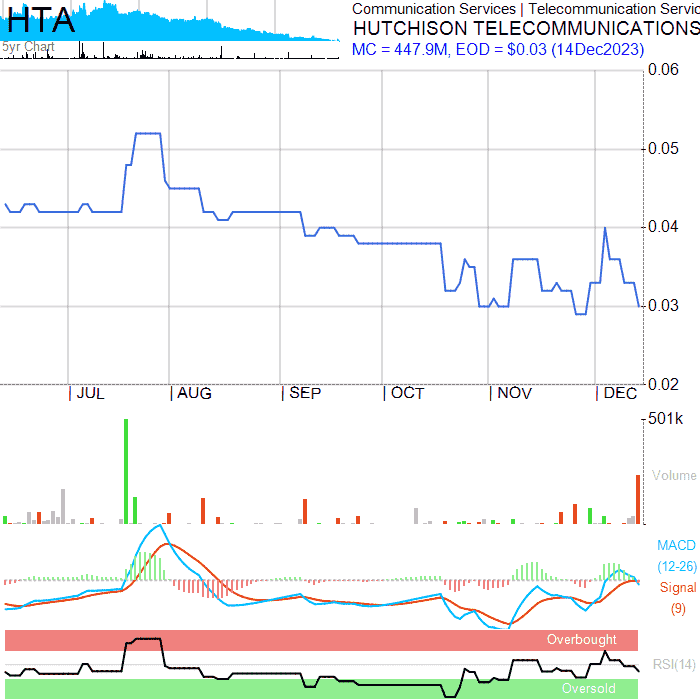 HTA
5yr Chart
Communication Services | Telecommunication Servic
HUTCHISON TELECOMMUNICATIONS
MC = 447.9M, EOD = $0.03 (14Dec2023)
0.06
0.05
0.04
0.03
0.02
| JUL | AUG | SEP | OCT | NOV | DEC
501k
Volume
MACD
(12-26)
Signal
(9)
Overbought
RSI(14)
Oversold